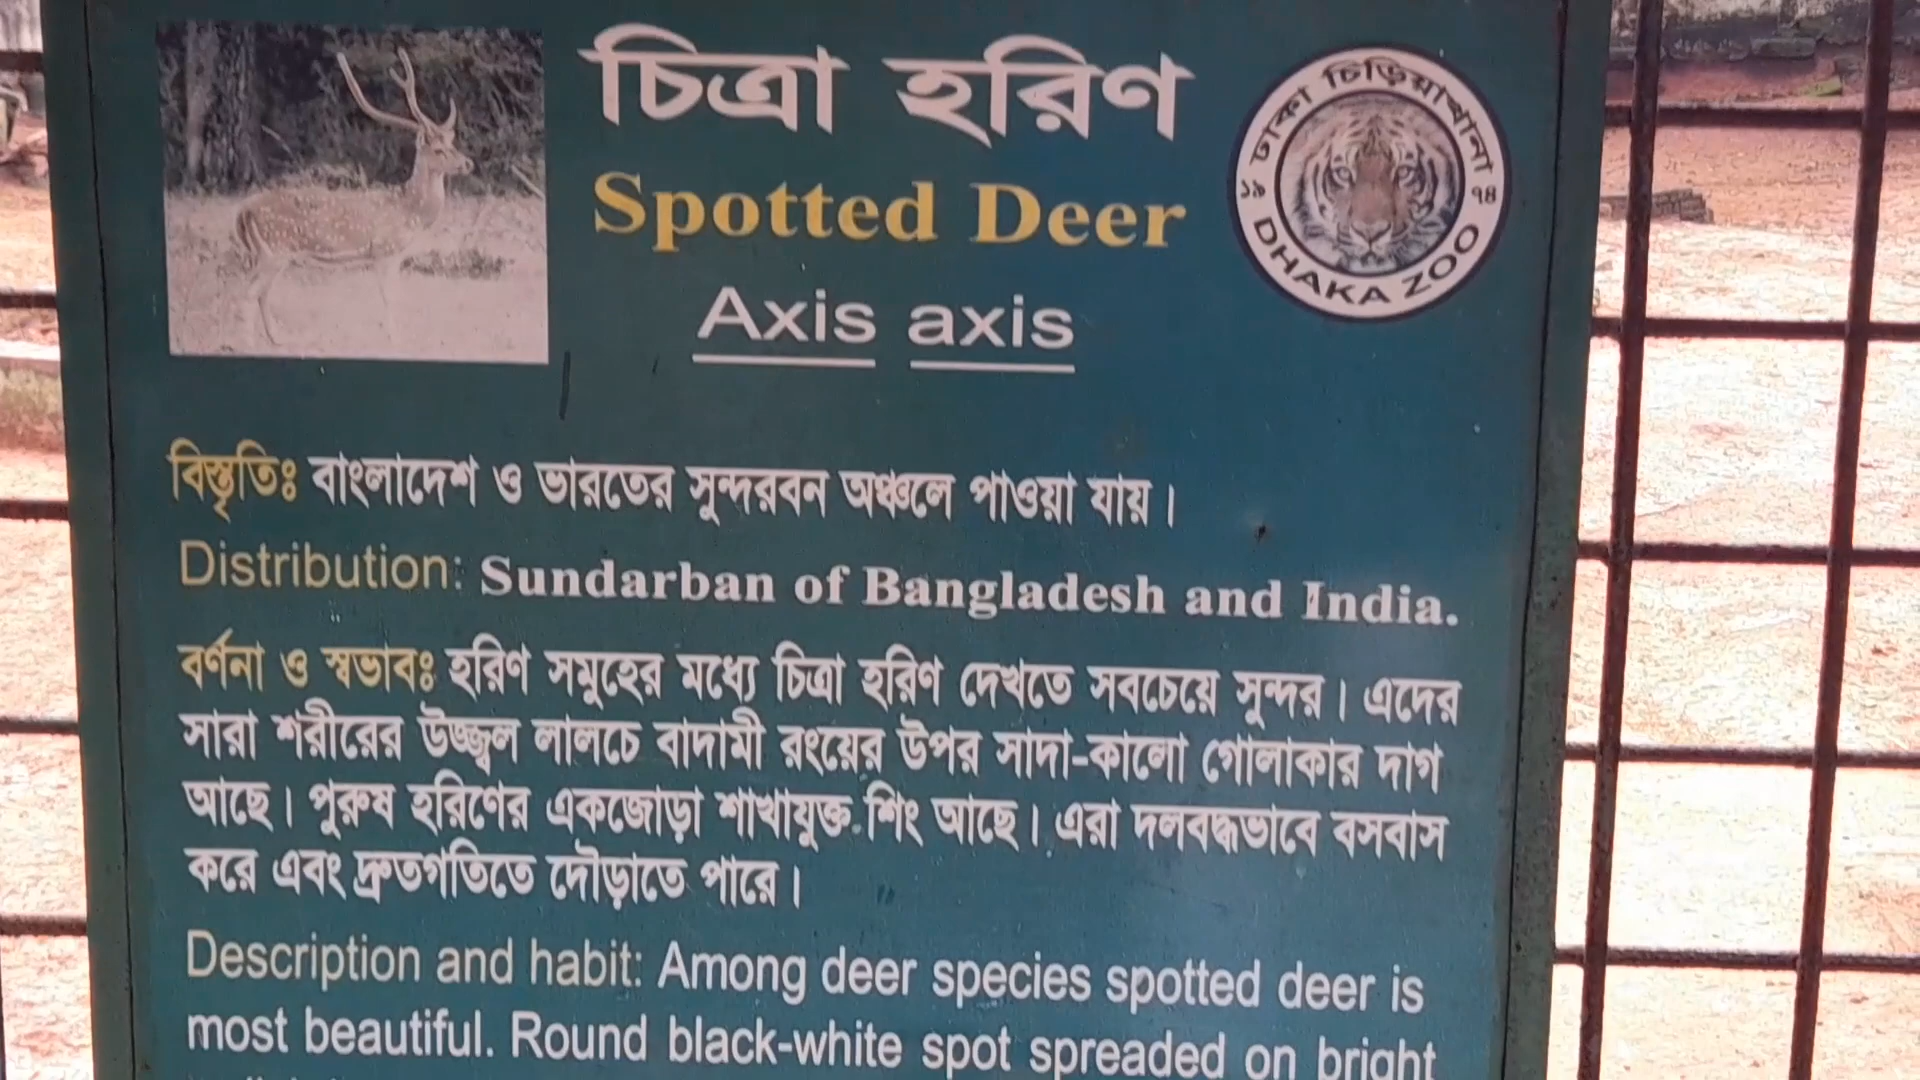 চিত্রা হরিণ
Spotted Deer
Axis axis
ঢাকা চিড়িয়াখানা
১৯ ৭৪
DHAKA ZOO
বিস্তৃতিঃ বাংলাদেশ ও ভারতের সুন্দরবন অঞ্চলে পাওয়া যায়।
Distribution: Sundarban of Bangladesh and India.
বর্ণনা ও স্বভাবঃ হরিণ সমুহের মধ্যে চিত্রা হরিণ দেখতে সবচেয়ে সুন্দর। এদের
সারা শরীরের উজ্জ্বল লালচে বাদামী রংয়ের উপর সাদা-কালো গোলাকার দাগ
আছে। পুরুষ হরিণের একজোড়া শাখাযুক্ত শিং আছে। এরা দলবদ্ধভাবে বসবাস
করে এবং দ্রুতগতিতে দৌড়াতে পারে।
Description and habit: Among deer species spotted deer is
most beautiful. Round black-white spot spreaded on bright